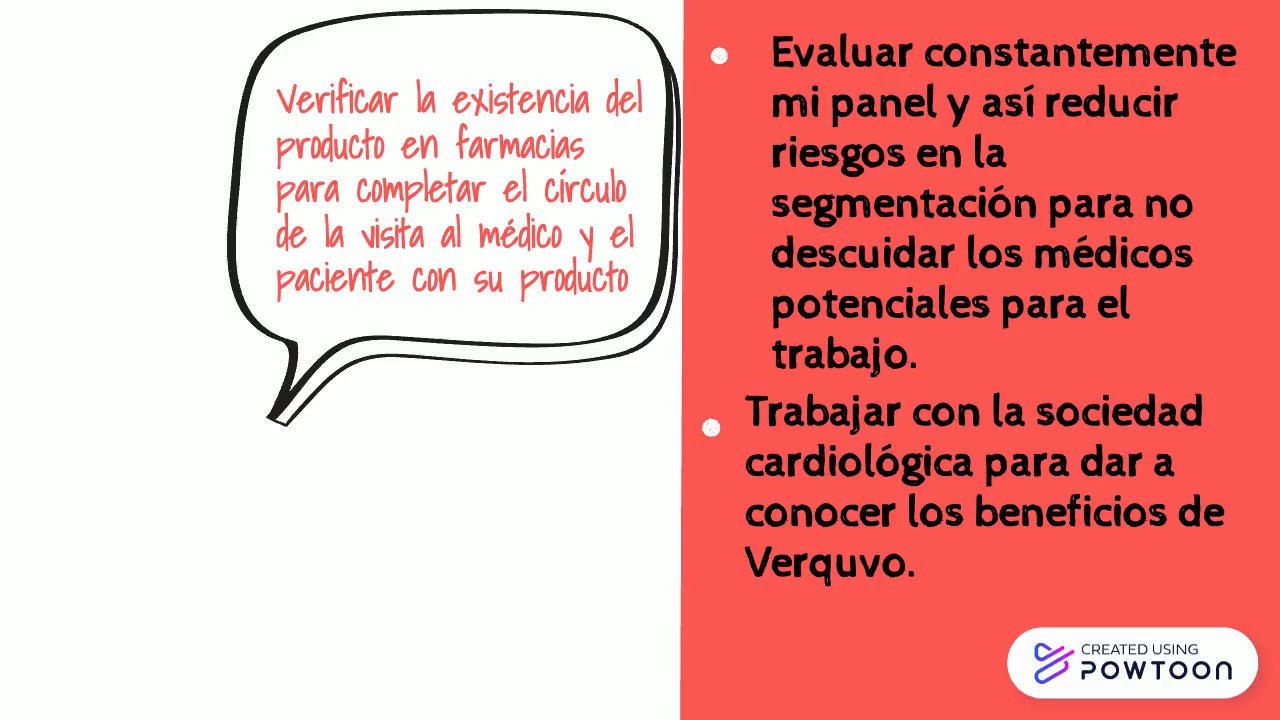 Verificar la existencia del
producto en farmacias
para completar el círculo
de la visita al médico y el
paciente con su producto
Evaluar constantemente
mi panel y así reducir
riesgos en la
segmentación para no
descuidar los médicos
potenciales para el
trabajo.
Trabajar con la sociedad
cardiológica para dar a
conocer los beneficios de
Verquvo.
CREATED USING
POWTOON